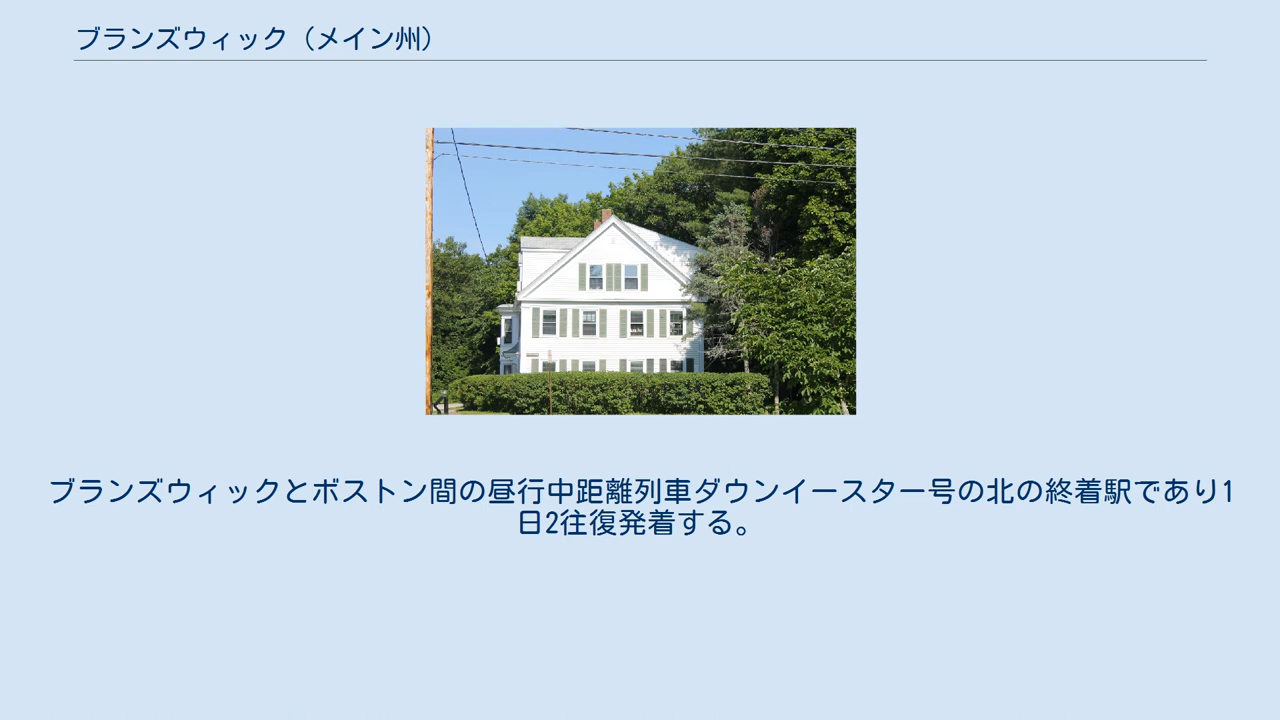 ブランズウィック（メイン州）
ブランズウィックとボストン間の昼行中距離列車ダウンイースター号の北の終着駅であり1
日2往復発着する。